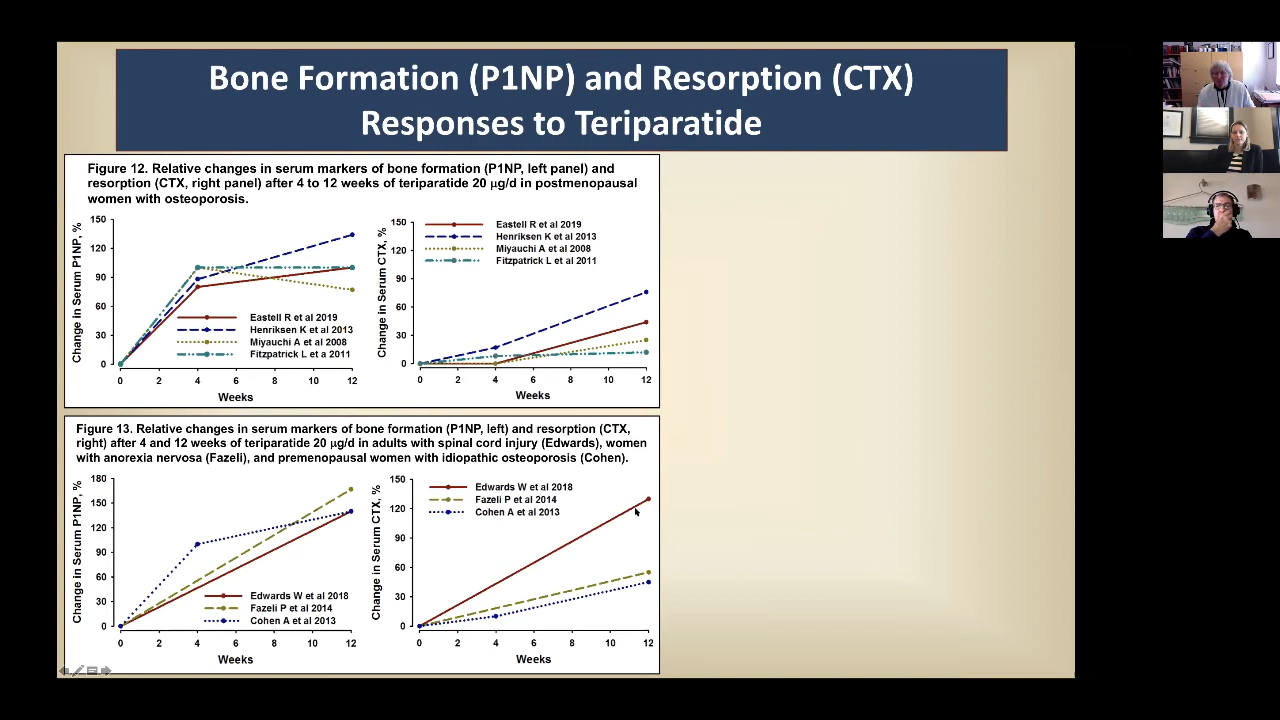 Bone Formation (P1NP) and Resorption (CTX)
Responses to Teriparatide
Figure 12. Relative changes in serum markers of bone formation (P1NP, left panel) and
resorption (CTX, right panel) after 4 to 12 weeks of teriparatide 20 µg/d in postmenopausal
women with osteoporosis.
Change in Serum P1NP, %
150
120
90
60
30
0
0 2 4 6 8 10 12
Weeks
Eastell R et al 2019
Henriksen K et al 2013
Miyauchi A et al 2008
Fitzpatrick L et a 2011
Change in Serum CTX, %
150
120
90
60
30
0
0 2 4 6 8 10 12
Weeks
Eastell R et al 2019
Henriksen K et al 2013
Miyauchi A et al 2008
Fitzpatrick L et al 2011
Figure 13. Relative changes in serum markers of bone formation (P1NP, left) and resorption (CTX,
right) after 4 and 12 weeks of teriparatide 20 µg/d in adults with spinal cord injury (Edwards), women
with anorexia nervosa (Fazeli), and premenopausal women with idiopathic osteoporosis (Cohen).
Change in Serum P1NP, %
180
150
120
90
60
30
0
0 2 4 6 8 10 12
Weeks
Edwards W et al 2018
Fazeli P et al 2014
Cohen A et al 2013
Change in Serum CTX, %
150
120
90
60
30
0
0 2 4 6 8 10 12
Weeks
Edwards W et al 2018
Fazeli P et al 2014
Cohen A et al 2013